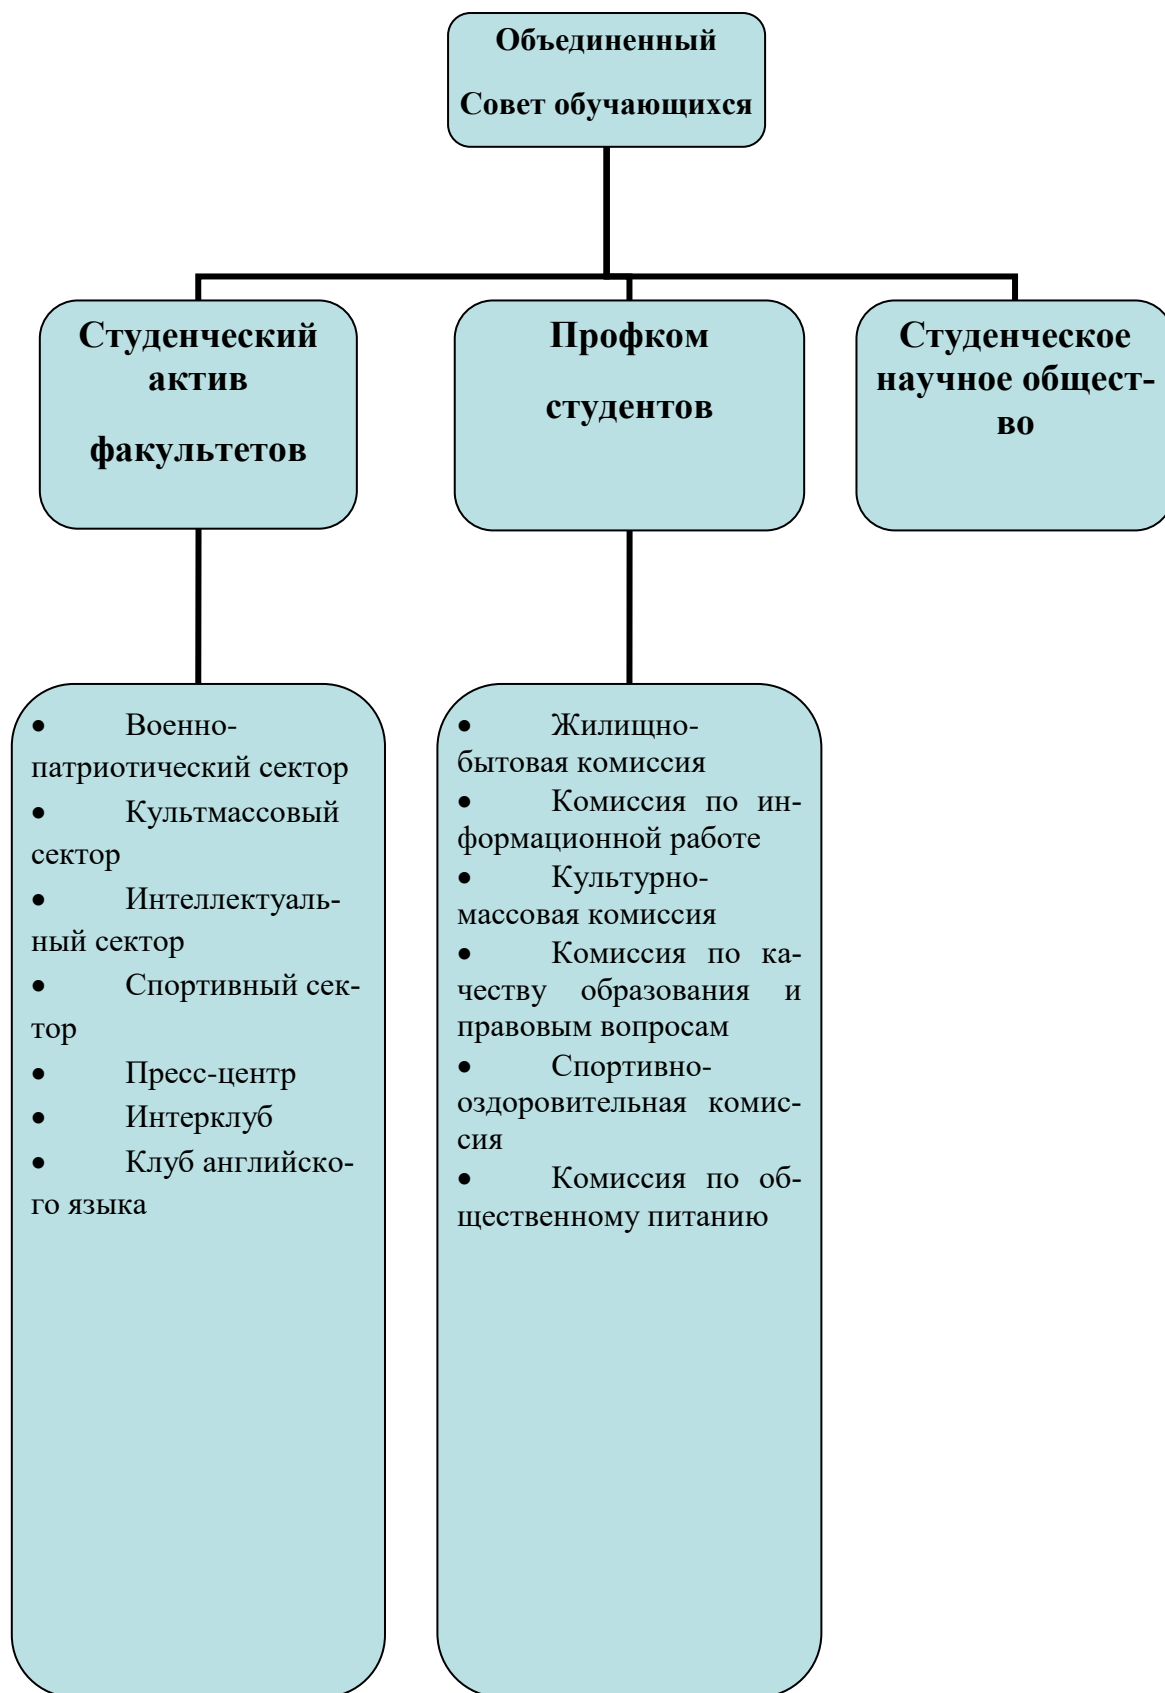 Объединенный
Совет обучающихся
Студенческий
актив
факультетов
Профком
студентов
Студенческое
научное общест-
во
• Военно-
патриотический сектор
• Культмассовый
сектор
• Интеллектуаль-
ный сектор
• Спортивный сек-
тор
• Пресс-центр
• Интерклуб
• Клуб английско-
го языка
• Жилищно-
бытовая комиссия
• Комиссия по ин-
формационной работе
• Культурно-
массовая комиссия
• Комиссия по ка-
честву образования и
правовым вопросам
• Спортивно-
оздоровительная комис-
сия
• Комиссия по об-
щественному питанию